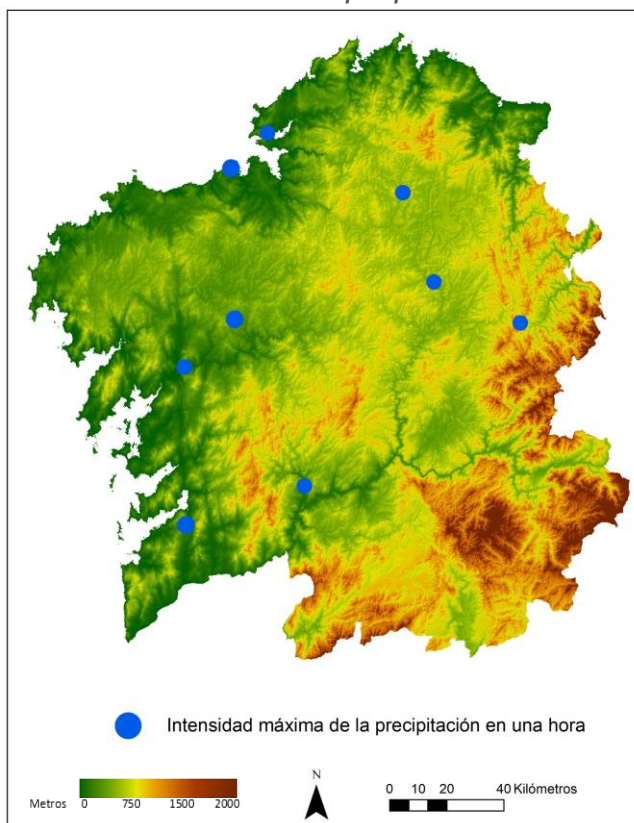 Intensidad máxima de la precipitación en una hora
N
Metros 0 750 1500 2000
0 10 20 40 Kilómetros